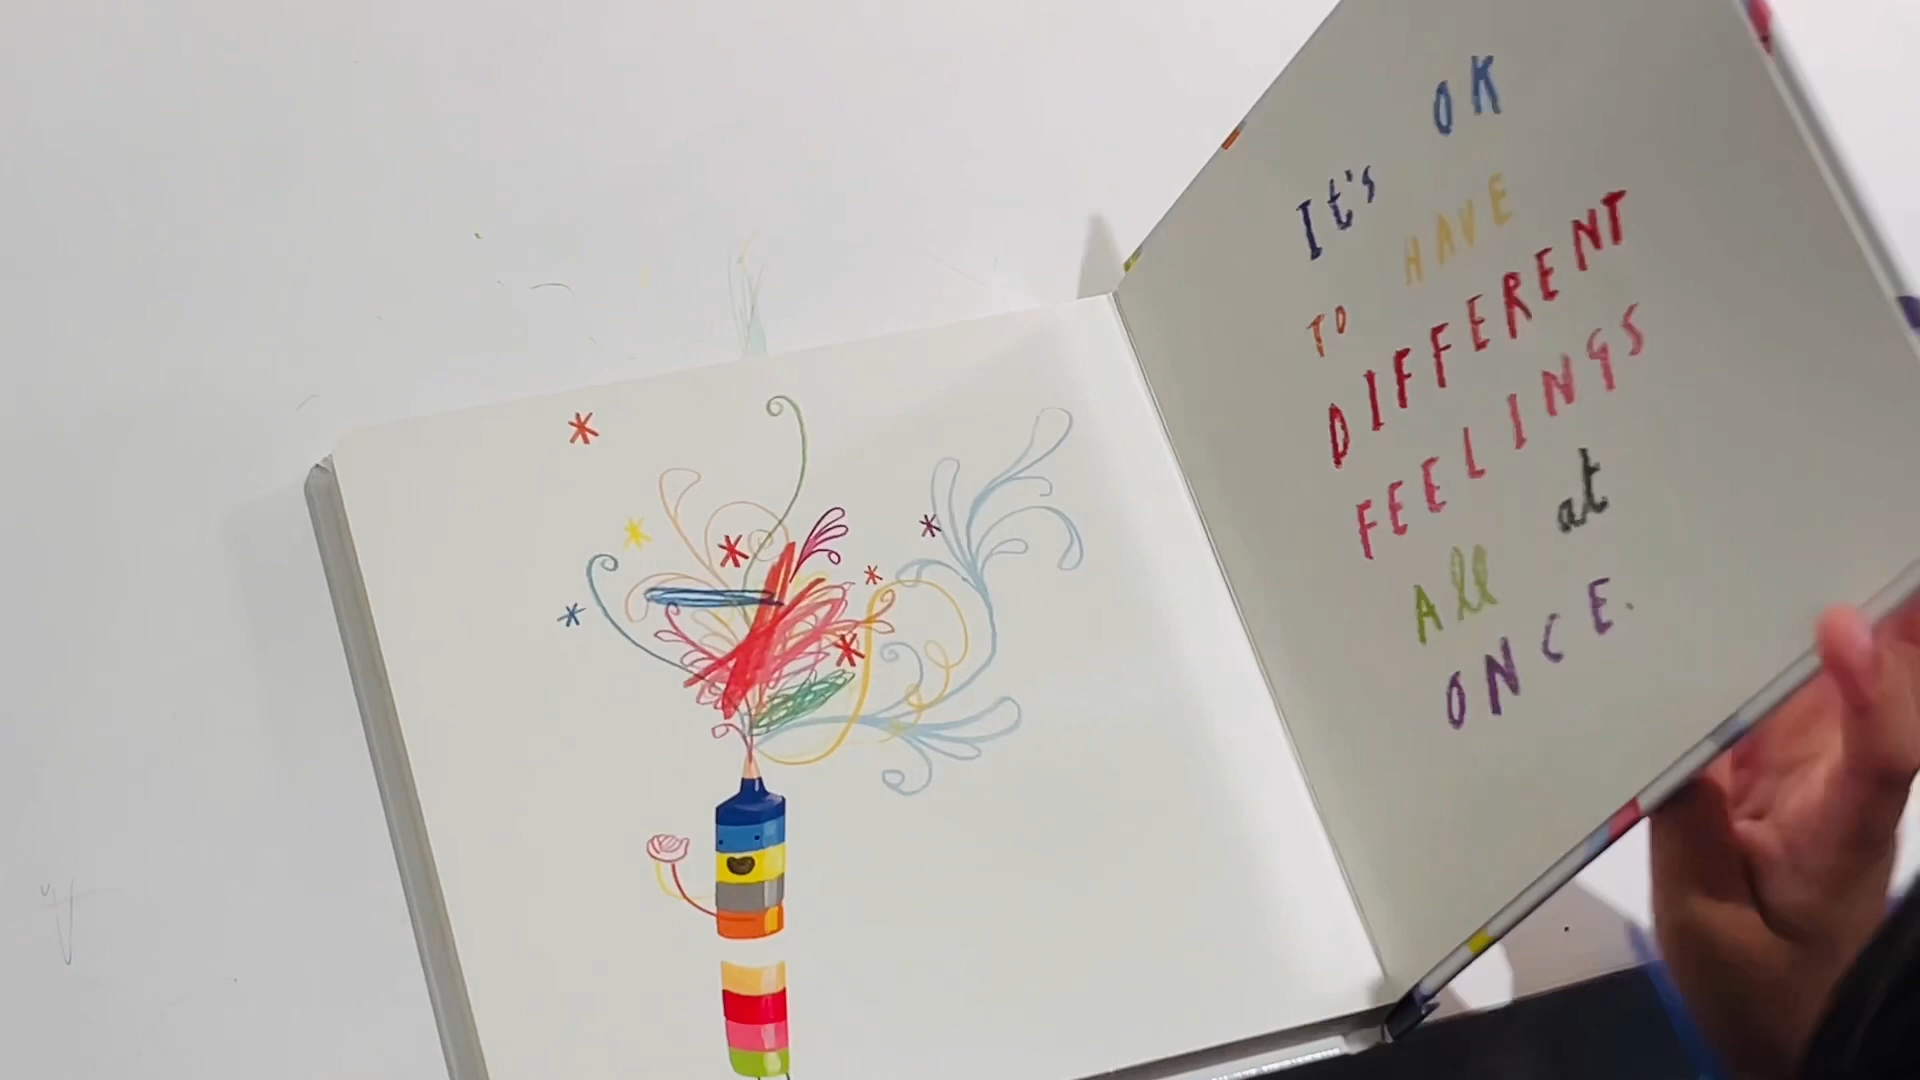 It's OK
TO HAVE
DIFFERENT
FEELINGS
All at
ONCE.